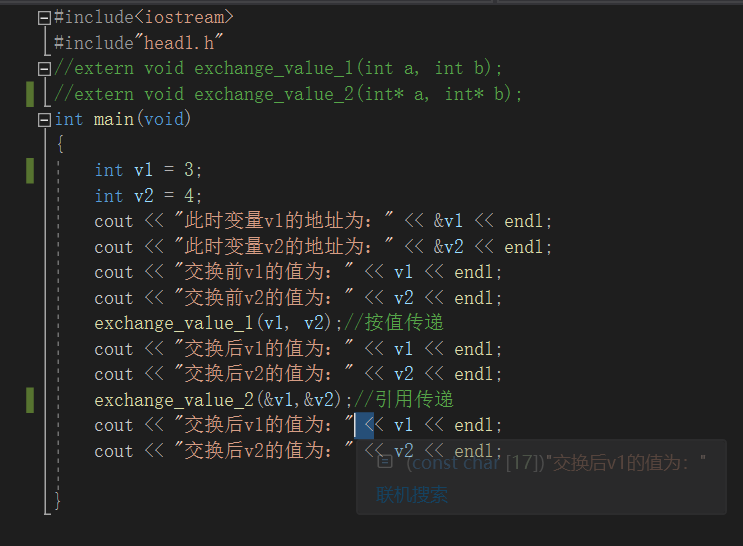 #include<iostream>
#include"head1.h"
//extern void exchange_value_1(int a, int b);
//extern void exchange_value_2(int* a, int* b);
int main(void)
{
int v1 = 3;
int v2 = 4;
cout << "此时变量v1的地址为：" << &v1 << endl;
cout << "此时变量v2的地址为：" << &v2 << endl;
cout << "交换前v1的值为：" << v1 << endl;
cout << "交换前v2的值为：" << v2 << endl;
exchange_value_1(v1, v2);//按值传递
cout << "交换后v1的值为：" << v1 << endl;
cout << "交换后v2的值为：" << v2 << endl;
exchange_value_2(&v1,&v2);//引用传递
cout << "交换后v1的值为：" << v1 << endl;
cout << "交换后v2的值为：" << v2 << endl;
(const char [17])"交换后v1的值为："
联机搜索
}